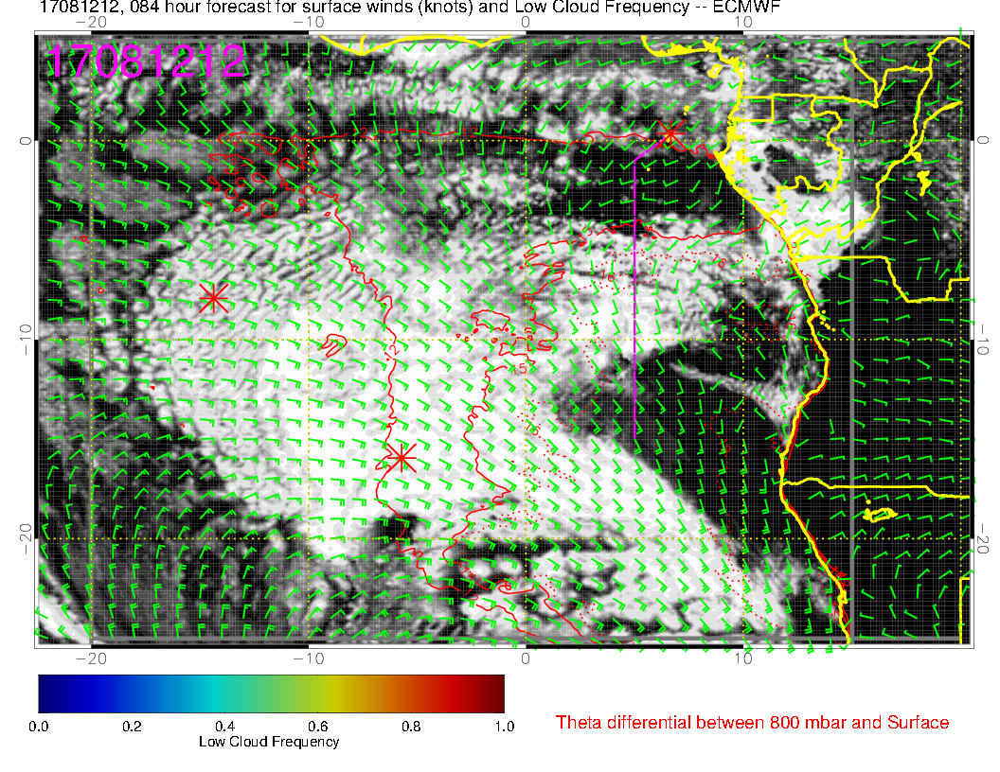 17081212, 084 hour forecast for surface winds (knots) and Low Cloud Frequency -- ECMWF
−20 −10 0 10
17081212
0 0
−10 −10
−20 −20
−20 −10 0 10
0.0 0.2 0.4 0.6 0.8 1.0
Low Cloud Frequency
Theta differential between 800 mbar and Surface